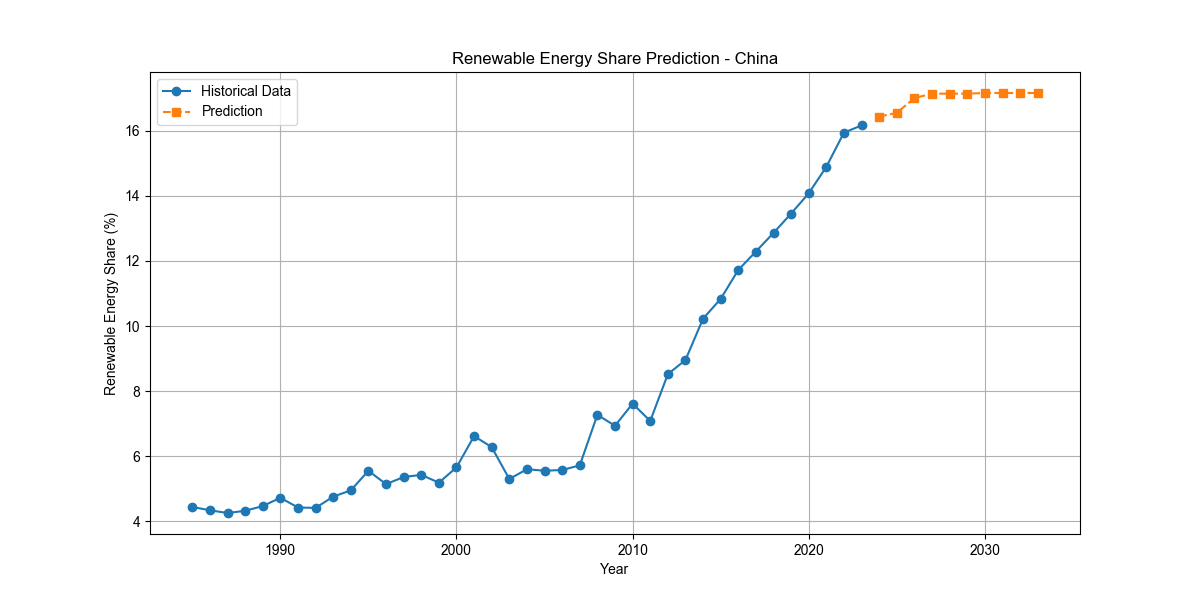 Renewable Energy Share Prediction - China
Historical Data
Prediction
Renewable Energy Share (%)
16
14
12
10
8
6
4
1990
2000
2010
2020
2030
Year